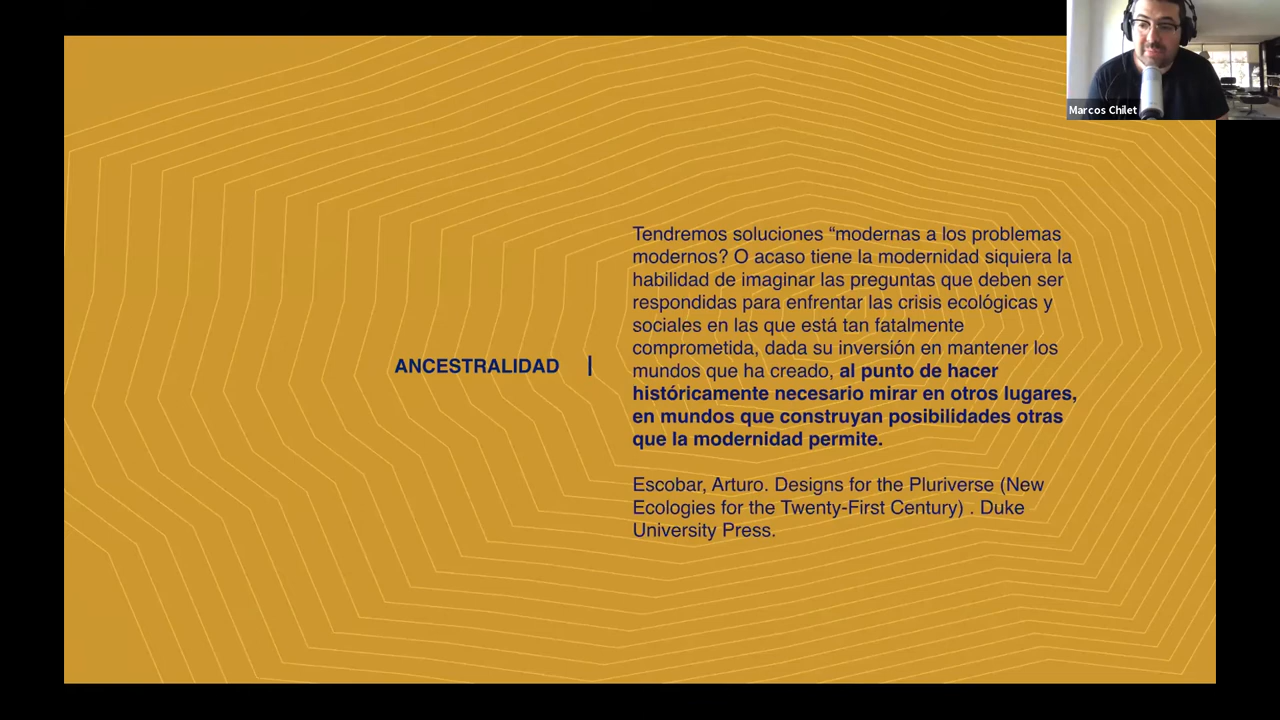 Marcos Chilet
ANCESTRALIDAD |
Tendremos soluciones “modernas a los problemas
modernos? O acaso tiene la modernidad siquiera la
habilidad de imaginar las preguntas que deben ser
respondidas para enfrentar las crisis ecológicas y
sociales en las que está tan fatalmente
comprometida, dada su inversión en mantener los
mundos que ha creado, al punto de hacer
históricamente necesario mirar en otros lugares,
en mundos que construyan posibilidades otras
que la modernidad permite.
Escobar, Arturo. Designs for the Pluriverse (New
Ecologies for the Twenty-First Century) . Duke
University Press.